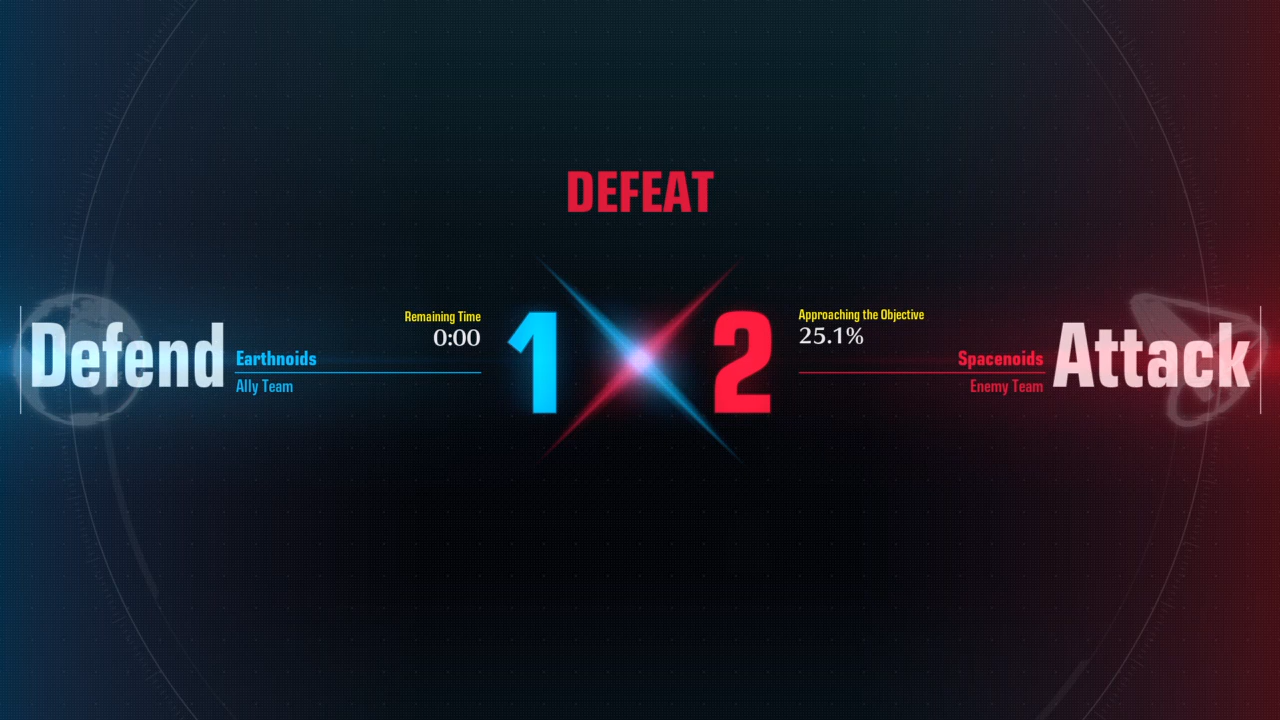 DEFEAT
Defend
Earthnoids
Ally Team
Remaining Time
0:00
1
2
Approaching the Objective
25.1%
Spacenoids
Enemy Team
Attack